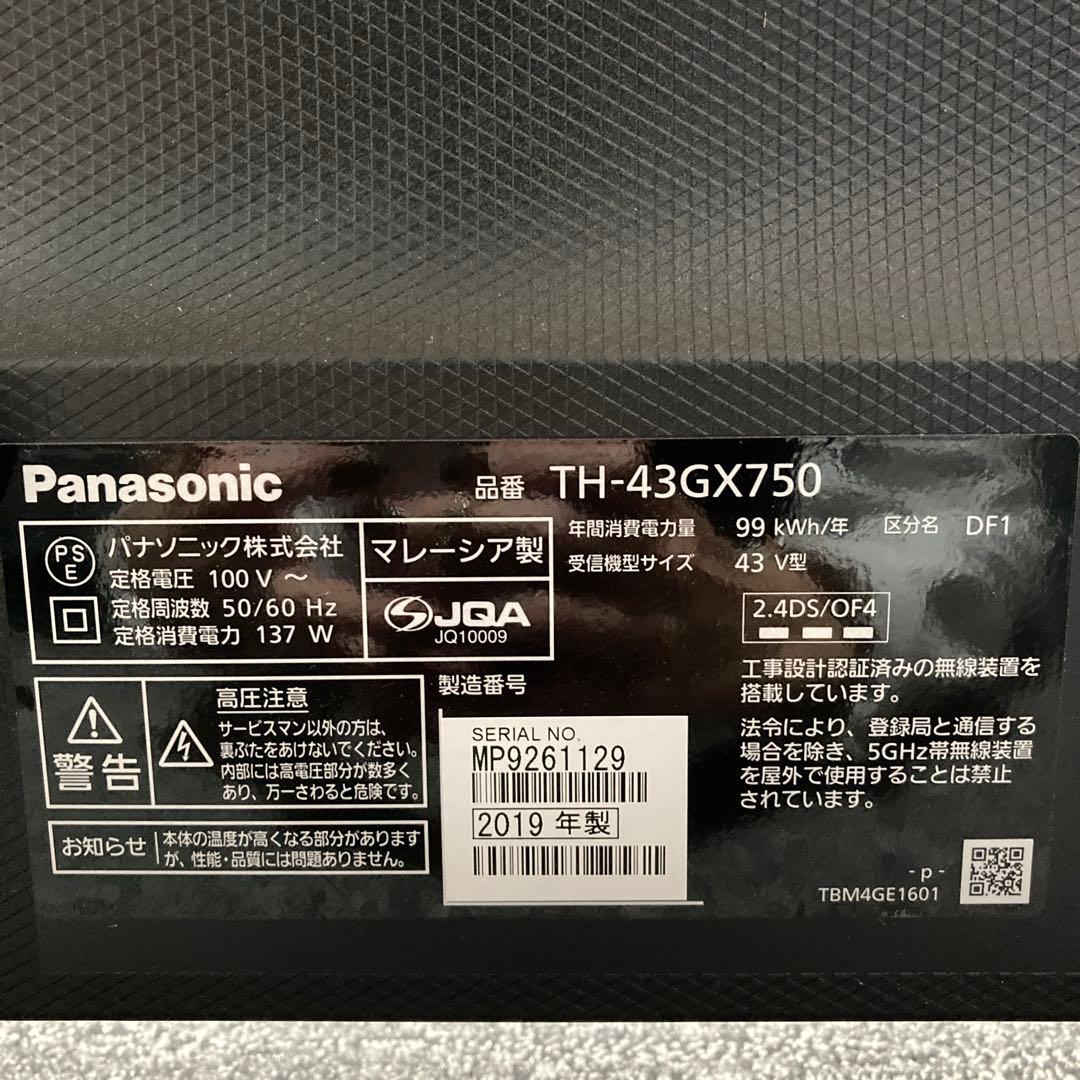 Panasonic
品番 TH-43GX750
年間消費電力量 99 kWh/年 区分名 DF1
受信機型サイズ 43 V型
PS
E
パナソニック株式会社
定格電圧 100 V ～
定格周波数 50/60 Hz
定格消費電力 137 W
マレーシア製
JQA
JQ10009
2.4DS/OF4
工事設計認証済みの無線装置を
搭載しています。
法令により、登録局と通信する
場合を除き、5GHz帯無線装置
を屋外で使用することは禁止
されています。
警告
高圧注意
サービスマン以外の方は、
裏ぶたをあけないでください。
内部には高電圧部分が数多く
あり、万一さわると危険です。
お知らせ
本体の温度が高くなる部分があります
が、性能・品質には問題ありません。
製造番号
SERIAL NO.
MP9261129
2019 年製
- p -
TBM4GE1601